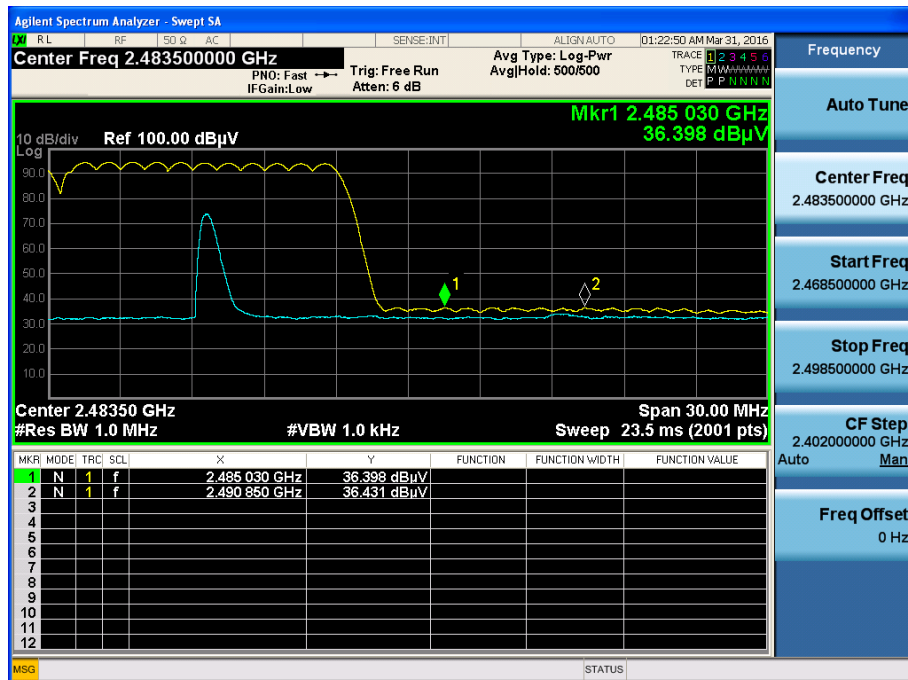 Agilent Spectrum Analyzer - Swept SA
LXI RL RF 50 Ω AC SENSE:INT ALIGN AUTO 01:22:50 AM Mar 31, 2016
Center Freq 2.483500000 GHz
PNO: Fast
IFGain:Low
Trig: Free Run
Atten: 6 dB
Avg Type: Log-Pwr
Avg|Hold: 500/500
TRACE 1 2 3 4 5 6
TYPE MWWWWW
DET P P N N N N
Mkr1 2.485 030 GHz
36.398 dBµV
10 dB/div Ref 100.00 dBµV
Log
90.0
80.0
70.0
60.0
50.0
40.0
30.0
20.0
10.0
1
2
Center 2.48350 GHz Span 30.00 MHz
#Res BW 1.0 MHz #VBW 1.0 kHz Sweep 23.5 ms (2001 pts)
MKR MODE TRC SCL X Y FUNCTION FUNCTION WIDTH FUNCTION VALUE
1 N 1 f 2.485 030 GHz 36.398 dBµV
2 N 1 f 2.490 850 GHz 36.431 dBµV
3
4
5
6
7
8
9
10
11
12
MSG STATUS
Frequency
Auto Tune
Center Freq
2.483500000 GHz
Start Freq
2.468500000 GHz
Stop Freq
2.498500000 GHz
CF Step
2.402000000 GHz
Auto Man
Freq Offset
0 Hz